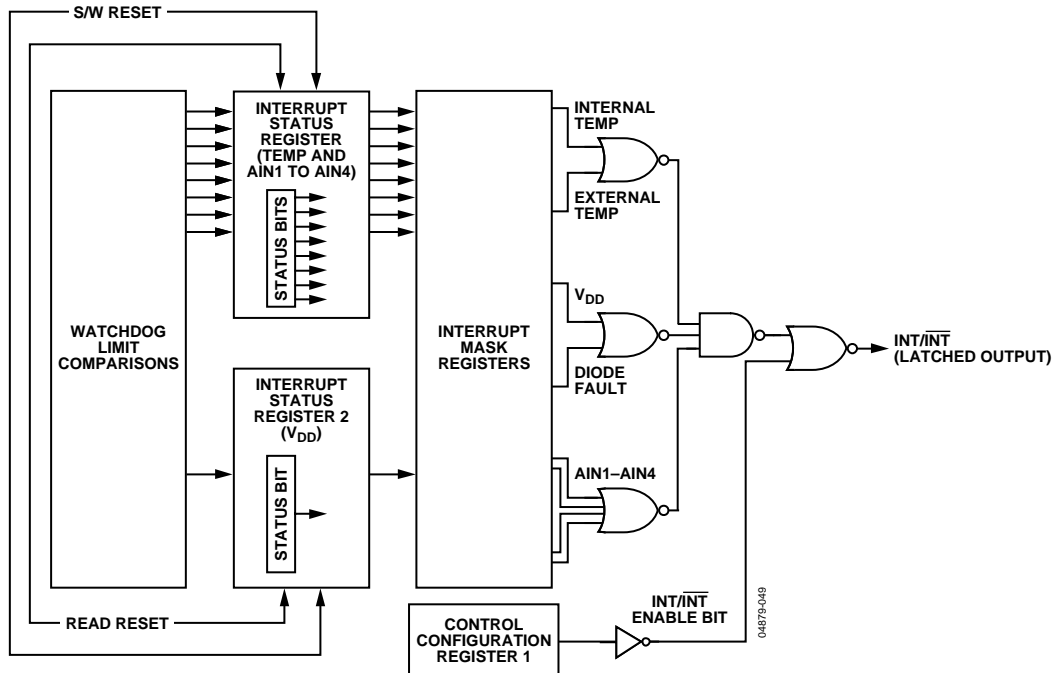 S/W RESET
INTERRUPT
STATUS
REGISTER
(TEMP AND
AIN1 TO AIN4)
STATUS BITS
WATCHDOG
LIMIT
COMPARISONS
INTERRUPT
STATUS
REGISTER 2
(VDD)
STATUS BIT
READ RESET
INTERRUPT
MASK
REGISTERS
INTERNAL
TEMP
EXTERNAL
TEMP
VDD
DIODE
FAULT
AIN1–AIN4
INT/INT
(LATCHED OUTPUT)
CONTROL
CONFIGURATION
REGISTER 1
INT/INT
ENABLE BIT
04879-049